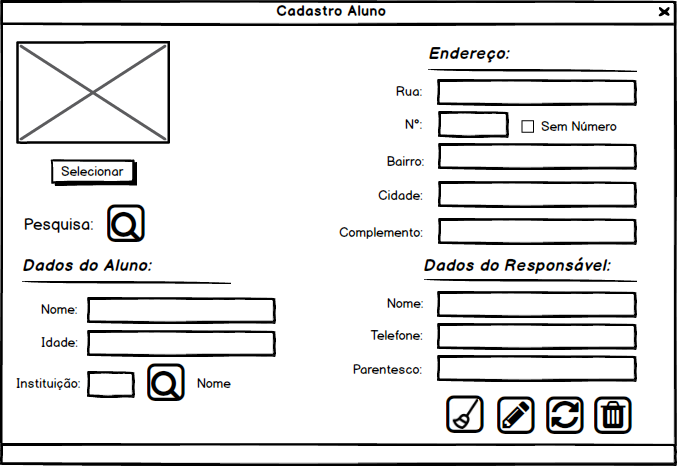 Cadastro Aluno
Selecionar
Pesquisa:
Dados do Aluno:
Nome:
Idade:
Instituição:
Nome
Endereço:
Rua:
Nº:
Sem Número
Bairro:
Cidade:
Complemento:
Dados do Responsável:
Nome:
Telefone:
Parentesco: